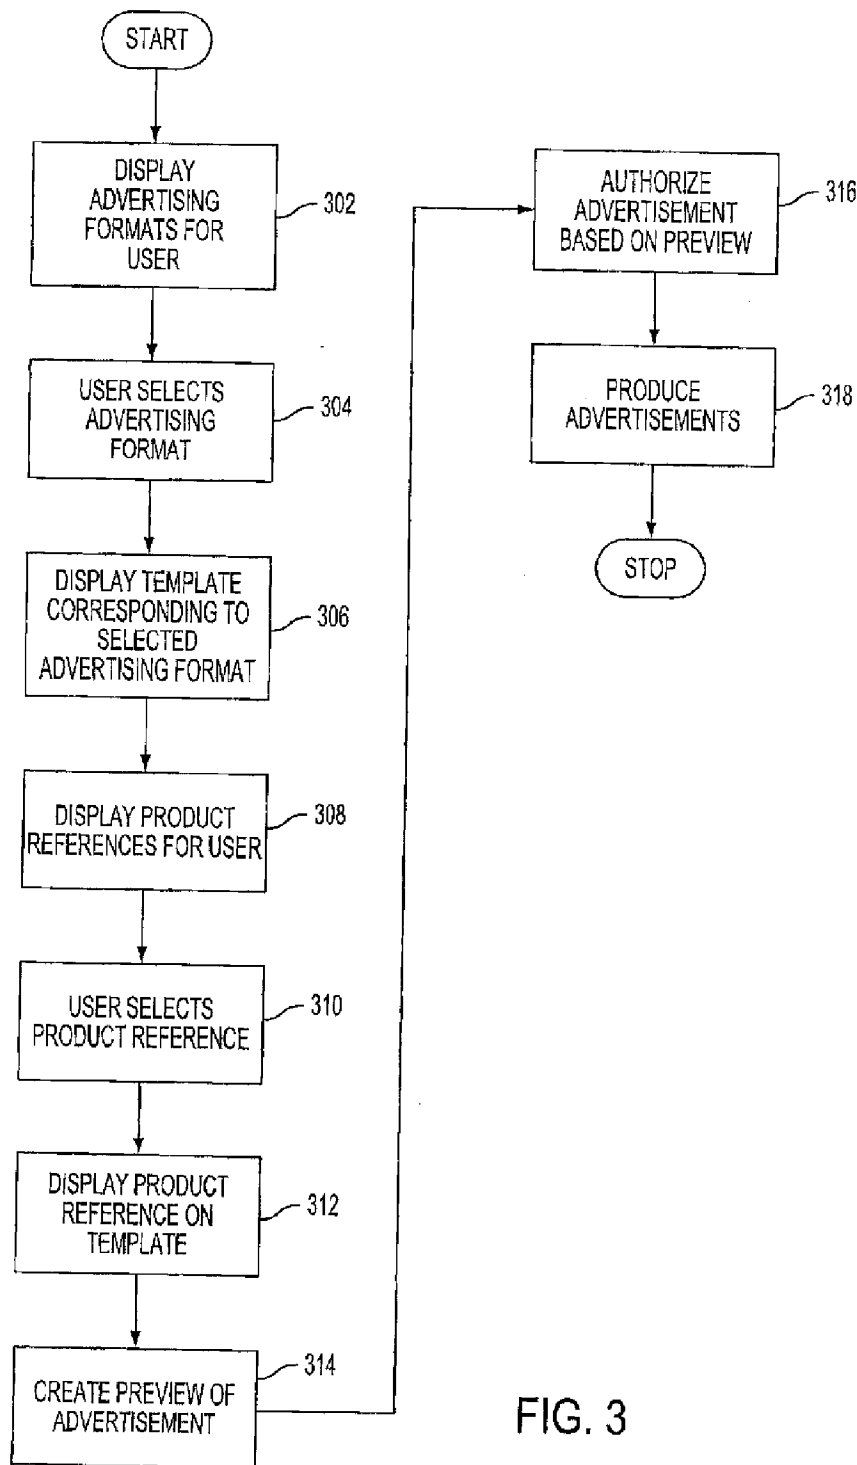 START
DISPLAY
ADVERTISING
FORMATS FOR
USER
302
USER SELECTS
ADVERTISING
FORMAT
304
DISPLAY TEMPLATE
CORRESPONDING TO
SELECTED
ADVERTISING FORMAT
306
DISPLAY PRODUCT
REFERENCES FOR USER
308
USER SELECTS
PRODUCT REFERENCE
310
DISPLAY PRODUCT
REFERENCE ON
TEMPLATE
312
CREATE PREVIEW OF
ADVERTISEMENT
314
AUTHORIZE
ADVERTISEMENT
BASED ON PREVIEW
316
PRODUCE
ADVERTISEMENTS
318
STOP
FIG. 3